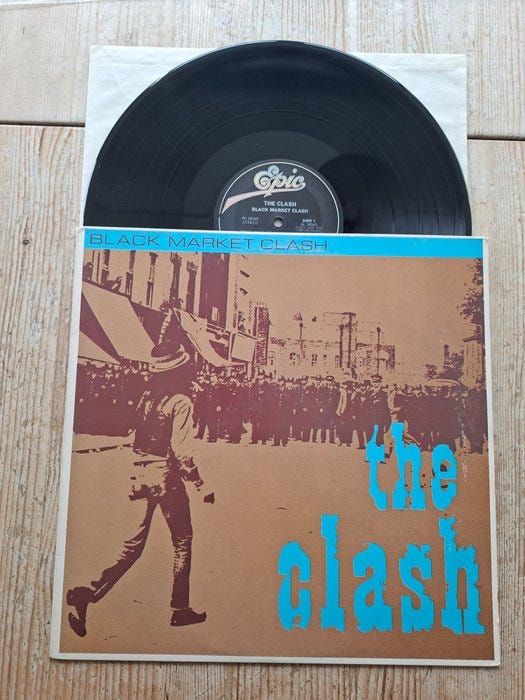 Epic
THE CLASH
BLACK MARKET CLASH
STEREO
SIDE 1
BLACK MARKET CLASH
the
clash